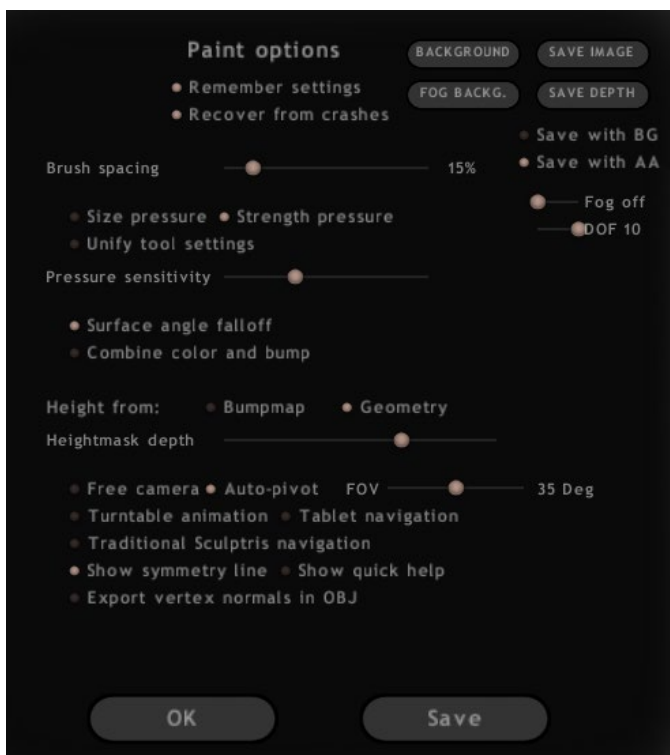 Paint options
BACKGROUND
SAVE IMAGE
Remember settings
FOG BACKG.
SAVE DEPTH
Recover from crashes
Save with BG
Brush spacing 15%
Save with AA
Fog off
Size pressure Strength pressure
DOF 10
Unify tool settings
Pressure sensitivity
Surface angle falloff
Combine color and bump
Height from: Bumpmap Geometry
Heightmask depth
Free camera Auto-pivot FOV 35 Deg
Turntable animation Tablet navigation
Traditional Sculptris navigation
Show symmetry line Show quick help
Export vertex normals in OBJ
OK Save